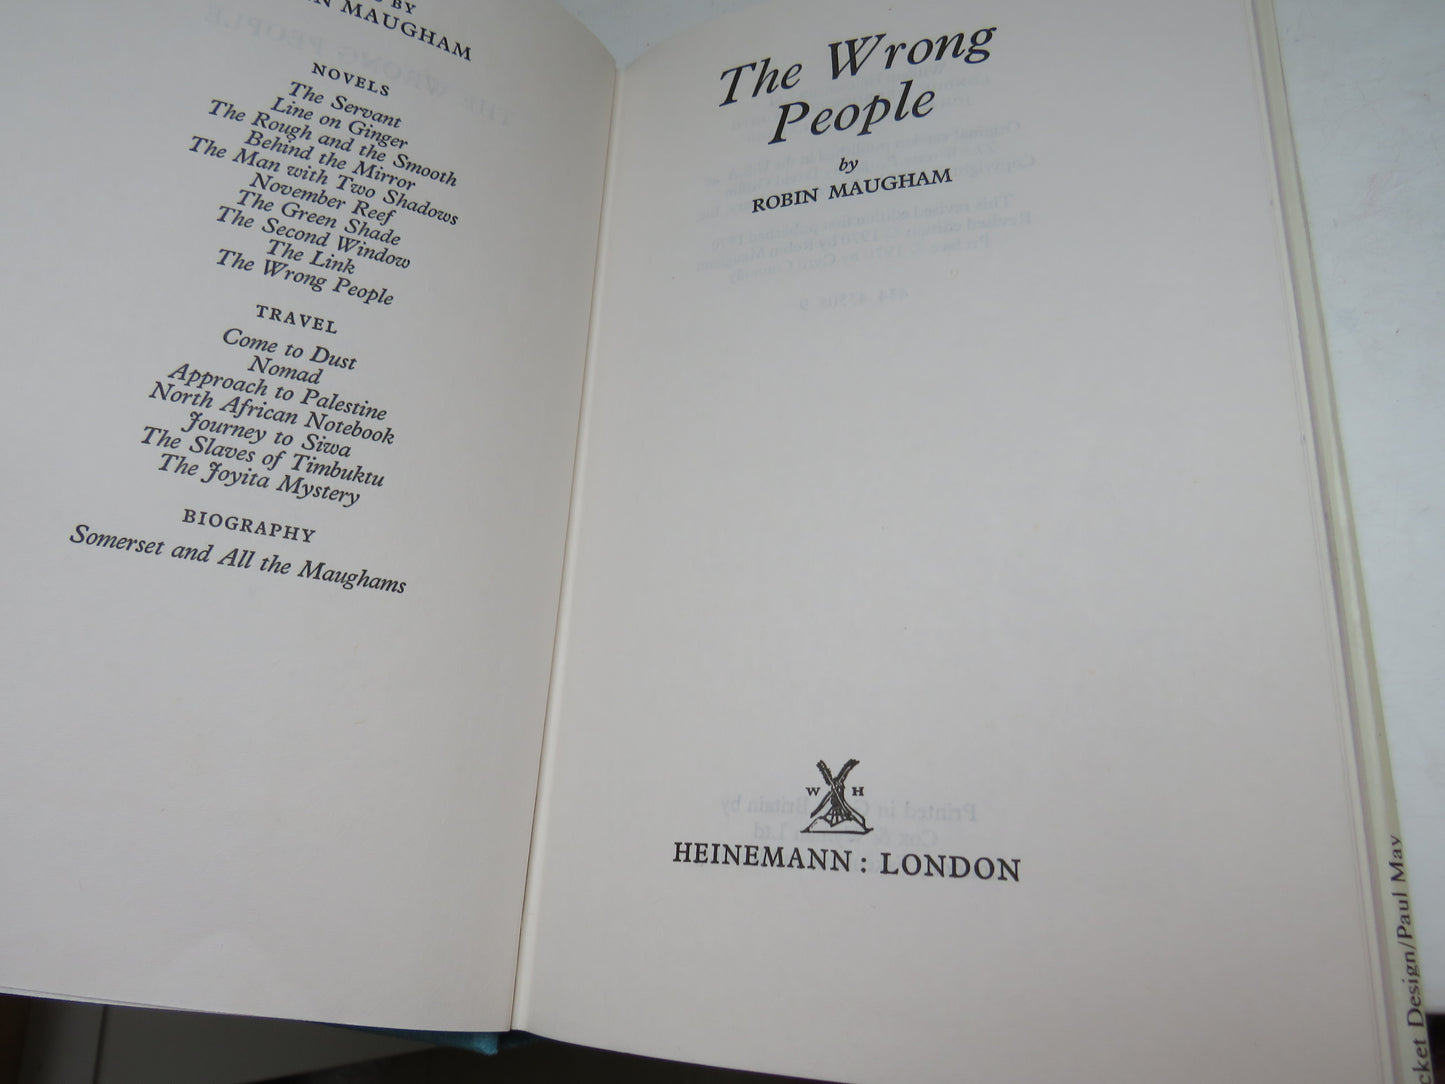 BY
MAUGHAM
NOVELS
The Servant
Line on Ginger
The Rough and the Smooth
Behind the Mirror
The Man with Two Shadows
November Reef
The Green Shade
The Second Window
The Link
The Wrong People
TRAVEL
Come to Dust
Nomad
Approach to Palestine
North African Notebook
Journey to Siwa
The Slaves of Timbuktu
The Joyita Mystery
BIOGRAPHY
Somerset and All the Maughams
The Wrong
People
by
ROBIN MAUGHAM
W H
HEINEMANN : LONDON
Design/Paul May